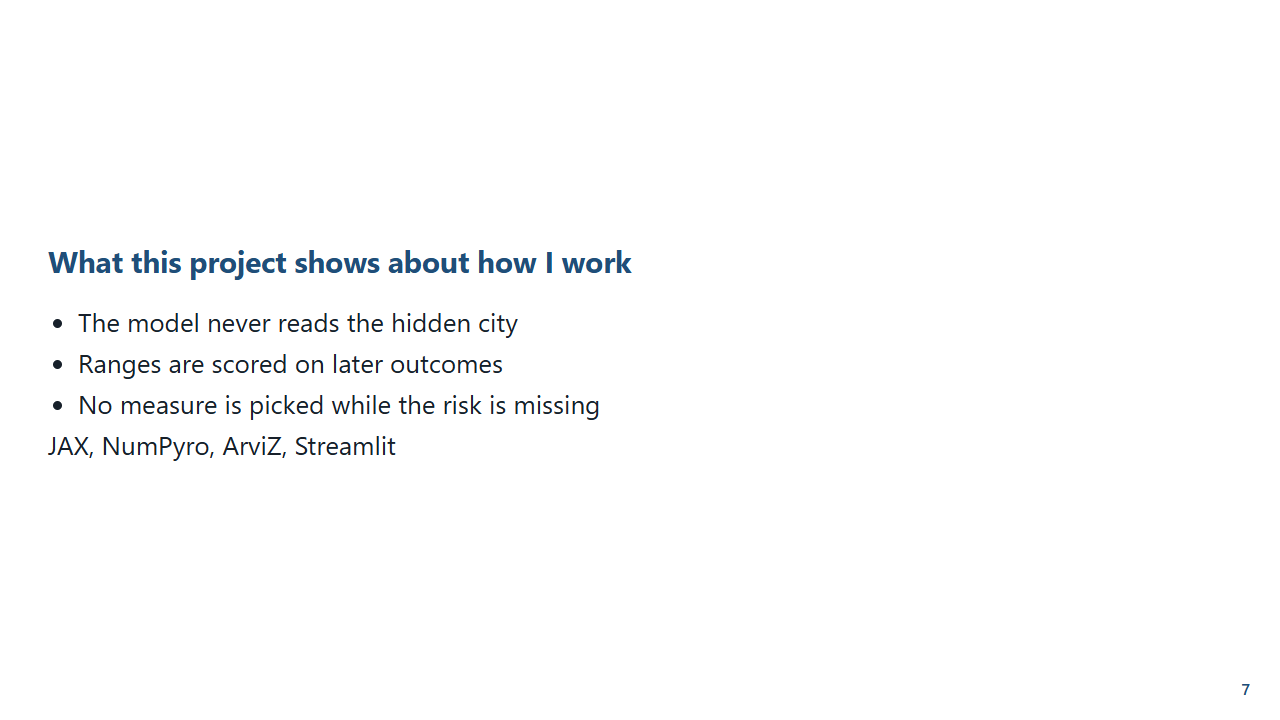 What this project shows about how I work
• The model never reads the hidden city
• Ranges are scored on later outcomes
• No measure is picked while the risk is missing
JAX, NumPyro, ArviZ, Streamlit
7